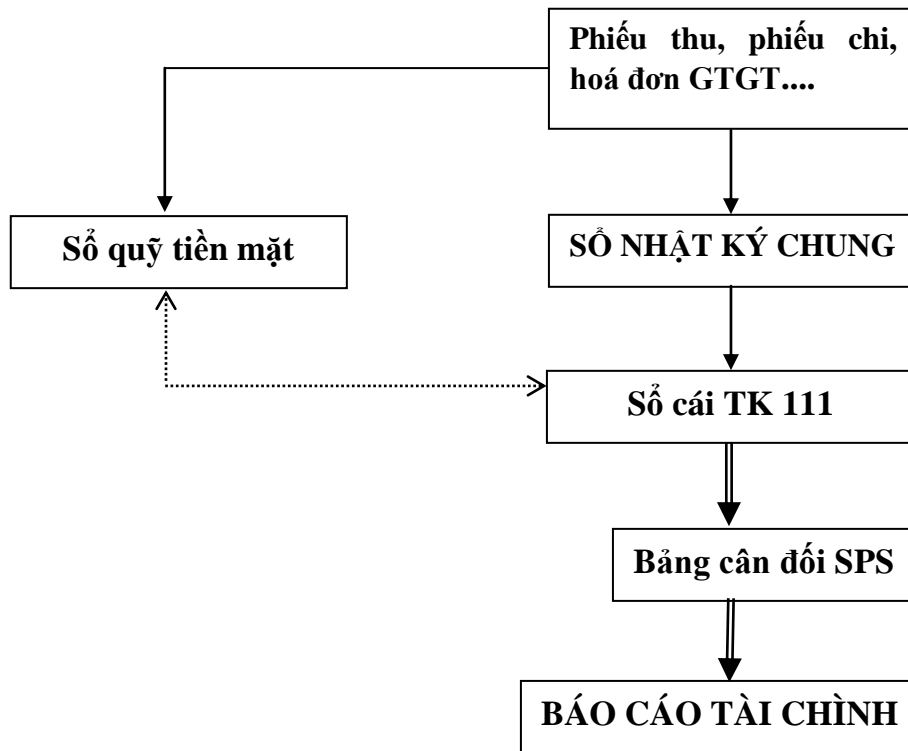 Phiếu thu, phiếu chi,
hoá đơn GTGT....
Sổ quỹ tiền mặt
SỔ NHẬT KÝ CHUNG
Sổ cái TK 111
Bảng cân đối SPS
BÁO CÁO TÀI CHÌNH